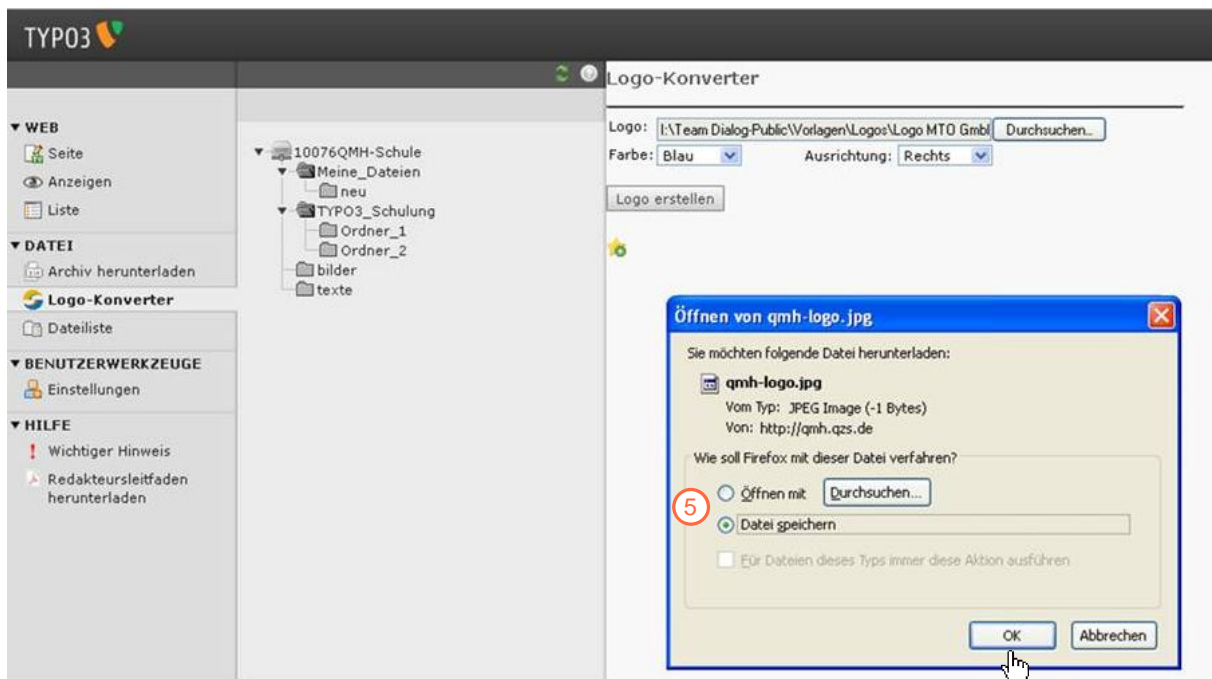 TYPO3
▼ WEB
Seite
Anzeigen
Liste
▼ DATEI
Archiv herunterladen
Logo-Konverter
Dateiliste
▼ BENUTZERWERKZEUGE
Einstellungen
▼ HILFE
Wichtiger Hinweis
Redakteursleitfaden
herunterladen
10076QMH-Schule
Meine_Dateien
neu
TYPO3_Schulung
Ordner_1
Ordner_2
bilder
texte
Logo-Konverter
Logo: I:\Team Dialog-Public\Vorlagen\Logos\Logo MTO Gmbl Durchsuchen...
Farbe: Blau Ausrichtung: Rechts
Logo erstellen
Öffnen von qmh-logo.jpg
Sie möchten folgende Datei herunterladen:
qmh-logo.jpg
Vom Typ: JPEG Image (-1 Bytes)
Von: http://qmh.qzs.de
Wie soll Firefox mit dieser Datei verfahren?
5
Öffnen mit Durchsuchen...
Datei speichern
Für Dateien dieses Typs immer diese Aktion ausführen
OK Abbrechen